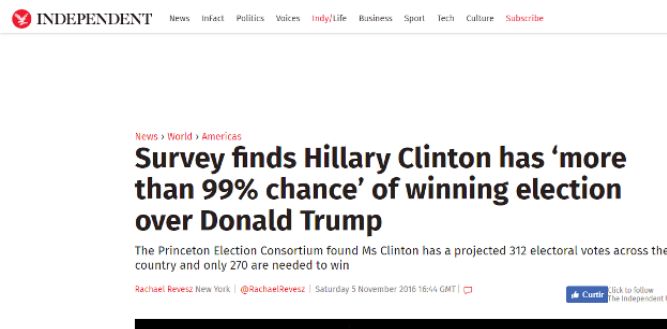 INDEPENDENT News InFact Politics Voices Indy/Life Business Sport Tech Culture Subscribe
News › World › Americas
Survey finds Hillary Clinton has ‘more
than 99% chance’ of winning election
over Donald Trump
The Princeton Election Consortium found Ms Clinton has a projected 312 electoral votes across the
country and only 270 are needed to win
Rachael Revesz New York | @RachaelRevesz | Saturday 5 November 2016 16:44 GMT |
Curtir
Click to follow
The Independent